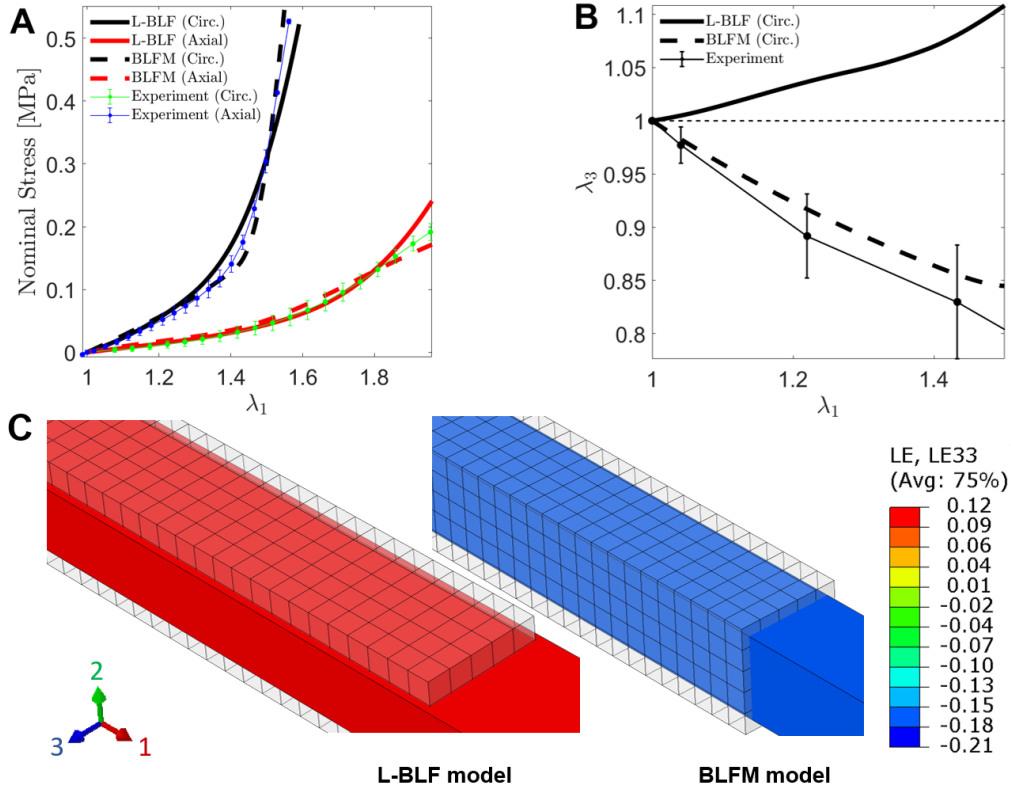 A
L-BLF (Circ.)
L-BLF (Axial)
BLFM (Circ.)
BLFM (Axial)
Experiment (Circ.)
Experiment (Axial)
Nominal Stress [MPa]
0.5
0.4
0.3
0.2
0.1
0
1
1.2
1.4
1.6
1.8
λ1
B
L-BLF (Circ.)
BLFM (Circ.)
Experiment
λ3
1.1
1.05
1
0.95
0.9
0.85
0.8
1
1.2
1.4
λ1
C
LE, LE33
(Avg: 75%)
0.12
0.09
0.06
0.04
0.01
-0.02
-0.04
-0.07
-0.10
-0.13
-0.15
-0.18
-0.21
2
3
1
L-BLF model
BLFM model